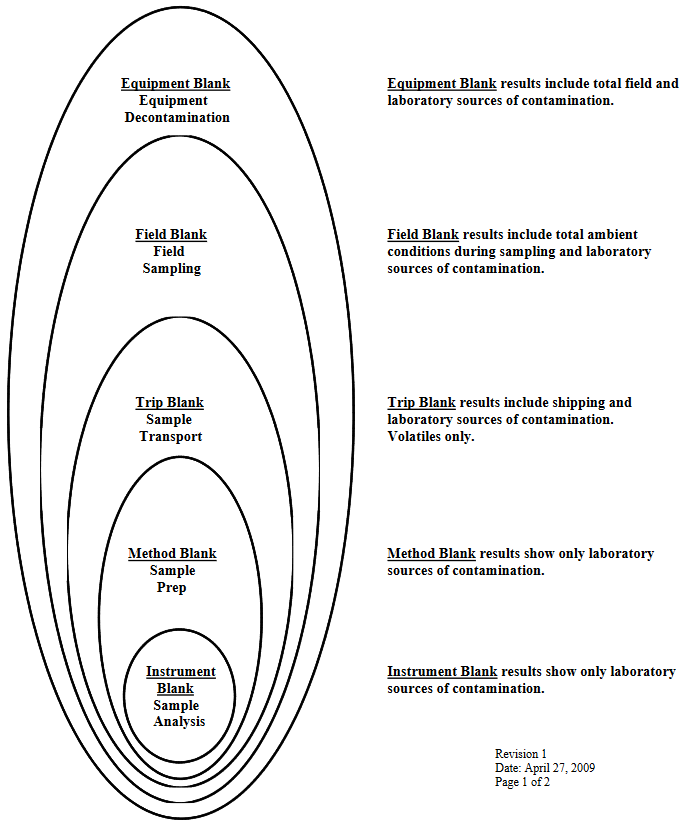 Equipment Blank
Equipment
Decontamination
Equipment Blank results include total field and
laboratory sources of contamination.
Field Blank
Field
Sampling
Field Blank results include total ambient
conditions during sampling and laboratory
sources of contamination.
Trip Blank
Sample
Transport
Trip Blank results include shipping and
laboratory sources of contamination.
Volatiles only.
Method Blank
Sample
Prep
Method Blank results show only laboratory
sources of contamination.
Instrument
Blank
Sample
Analysis
Instrument Blank results show only laboratory
sources of contamination.
Revision 1
Date: April 27, 2009
Page 1 of 2